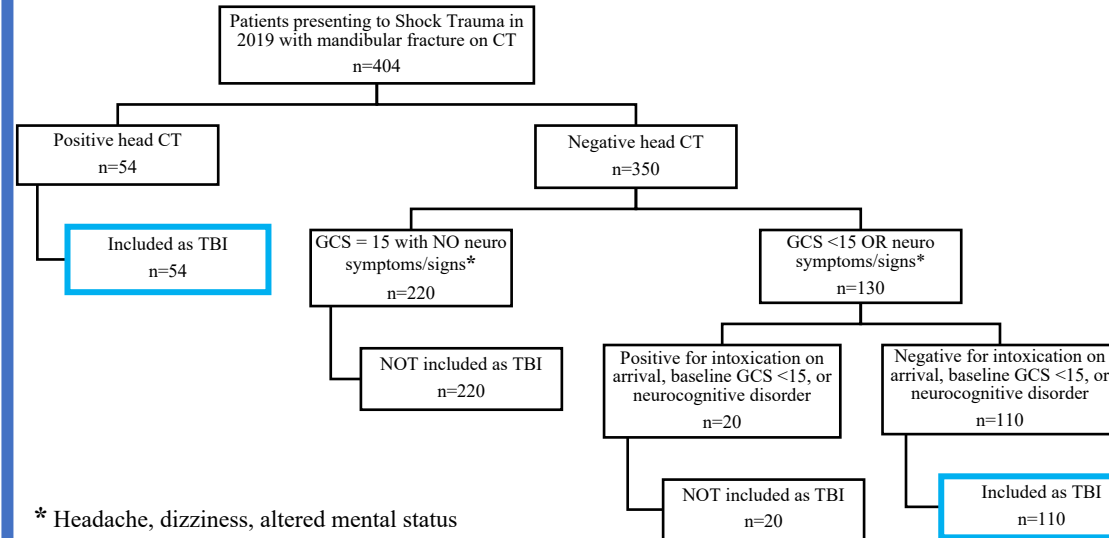 Patients presenting to Shock Trauma in
2019 with mandibular fracture on CT
n=404
Positive head CT
n=54
Negative head CT
n=350
Included as TBI
n=54
GCS = 15 with NO neuro
symptoms/signs*
n=220
GCS <15 OR neuro
symptoms/signs*
n=130
NOT included as TBI
n=220
Positive for intoxication on
arrival, baseline GCS <15, or
neurocognitive disorder
n=20
Negative for intoxication on
arrival, baseline GCS <15, or
neurocognitive disorder
n=110
NOT included as TBI
n=20
Included as TBI
n=110
* Headache, dizziness, altered mental status